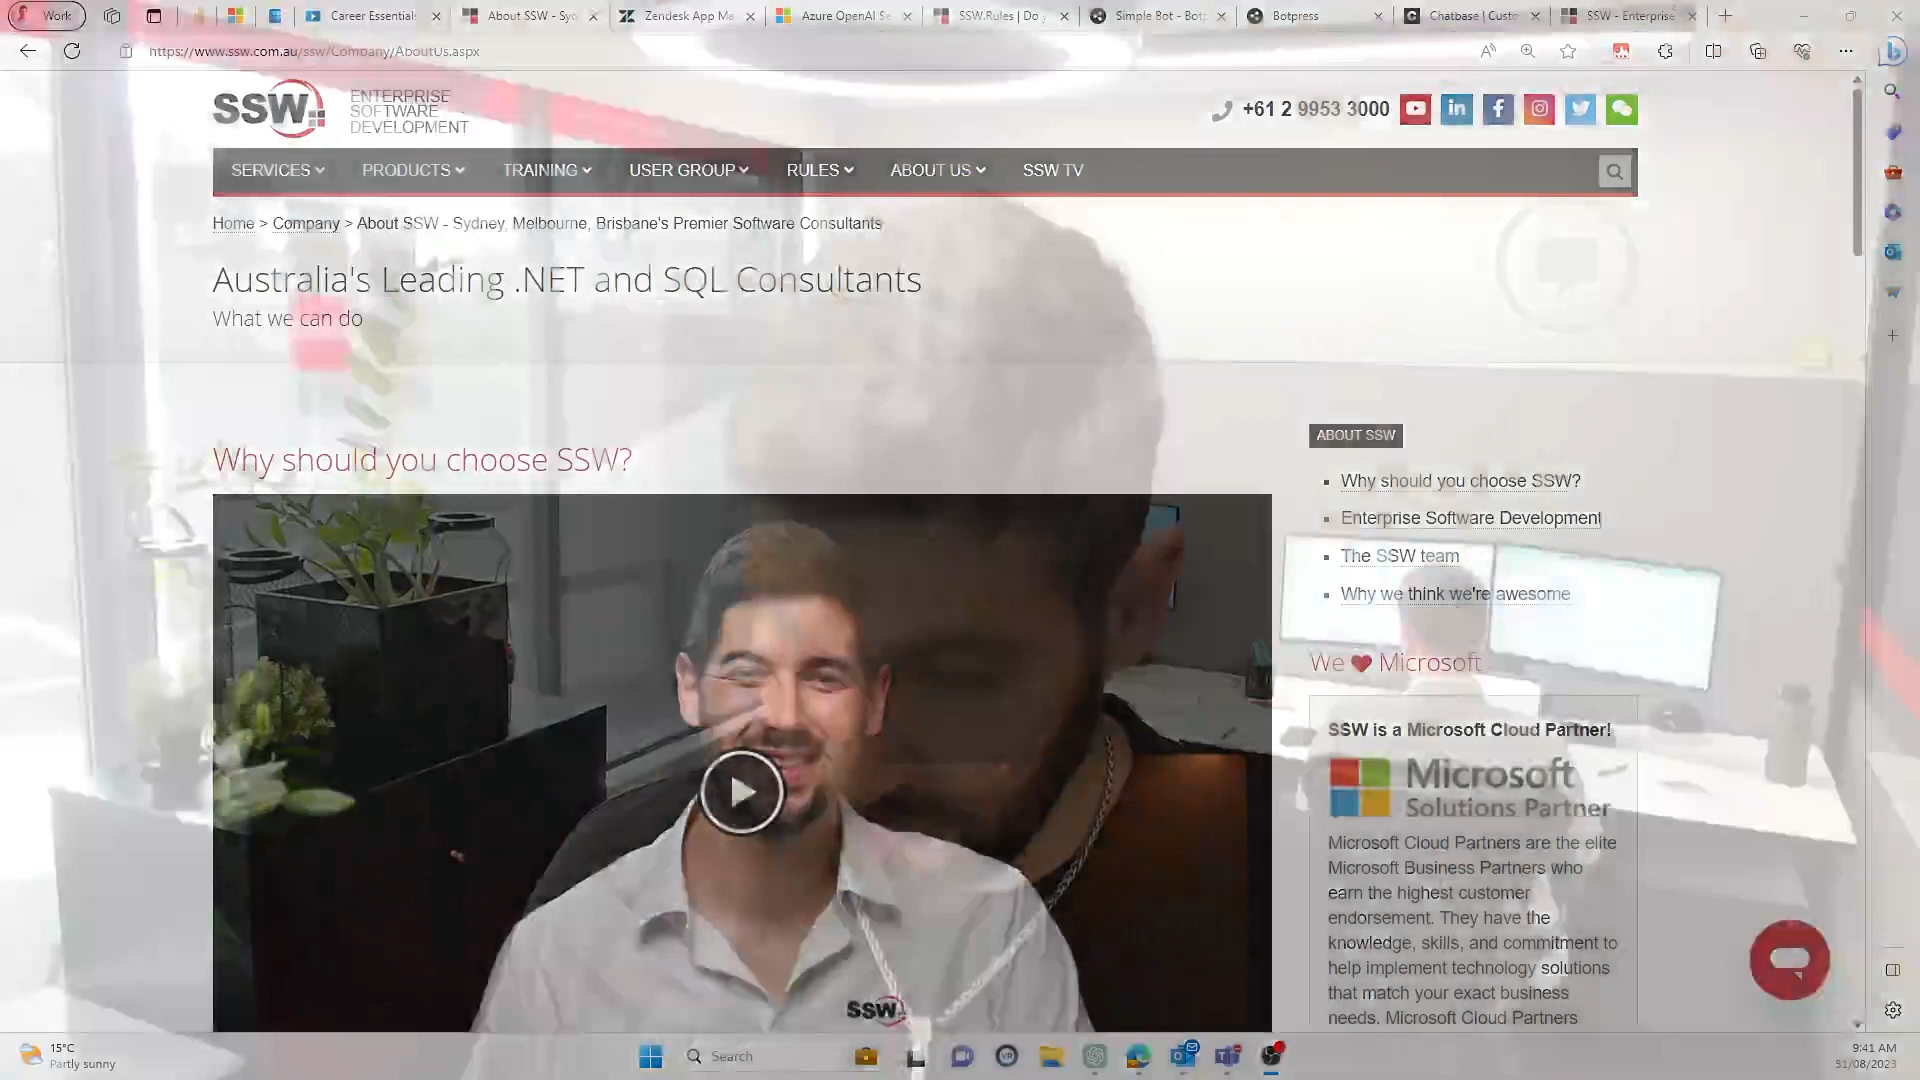 Work
Career Essentials
About SSW - Syd
Zendesk App Ma
Azure OpenAI Se
SSW.Rules | Do y
Simple Bot - Botp
Botpress
Chatbase | Custo
SSW - Enterprise
https://www.ssw.com.au/ssw/Company/AboutUs.aspx
SSW
ENTERPRISE
SOFTWARE
DEVELOPMENT
+61 2 9953 3000
SERVICES PRODUCTS TRAINING USER GROUP RULES ABOUT US SSW TV
Home > Company > About SSW - Sydney, Melbourne, Brisbane's Premier Software Consultants
Australia's Leading .NET and SQL Consultants
What we can do
Why should you choose SSW?
SSW
ABOUT SSW
Why should you choose SSW?
Enterprise Software Development
The SSW team
Why we think we're awesome
We ❤ Microsoft
SSW is a Microsoft Cloud Partner!
Microsoft
Solutions Partner
Microsoft Cloud Partners are the elite
Microsoft Business Partners who
earn the highest customer
endorsement. They have the
knowledge, skills, and commitment to
help implement technology solutions
that match your exact business
needs. Microsoft Cloud Partners
15°C
Partly sunny
Search
9:41 AM
31/08/2023